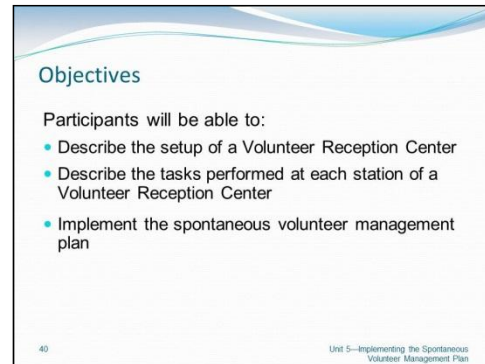 Objectives
Participants will be able to:
Describe the setup of a Volunteer Reception Center
Describe the tasks performed at each station of a
Volunteer Reception Center
Implement the spontaneous volunteer management
plan
40
Unit 5—Implementing the Spontaneous
Volunteer Management Plan